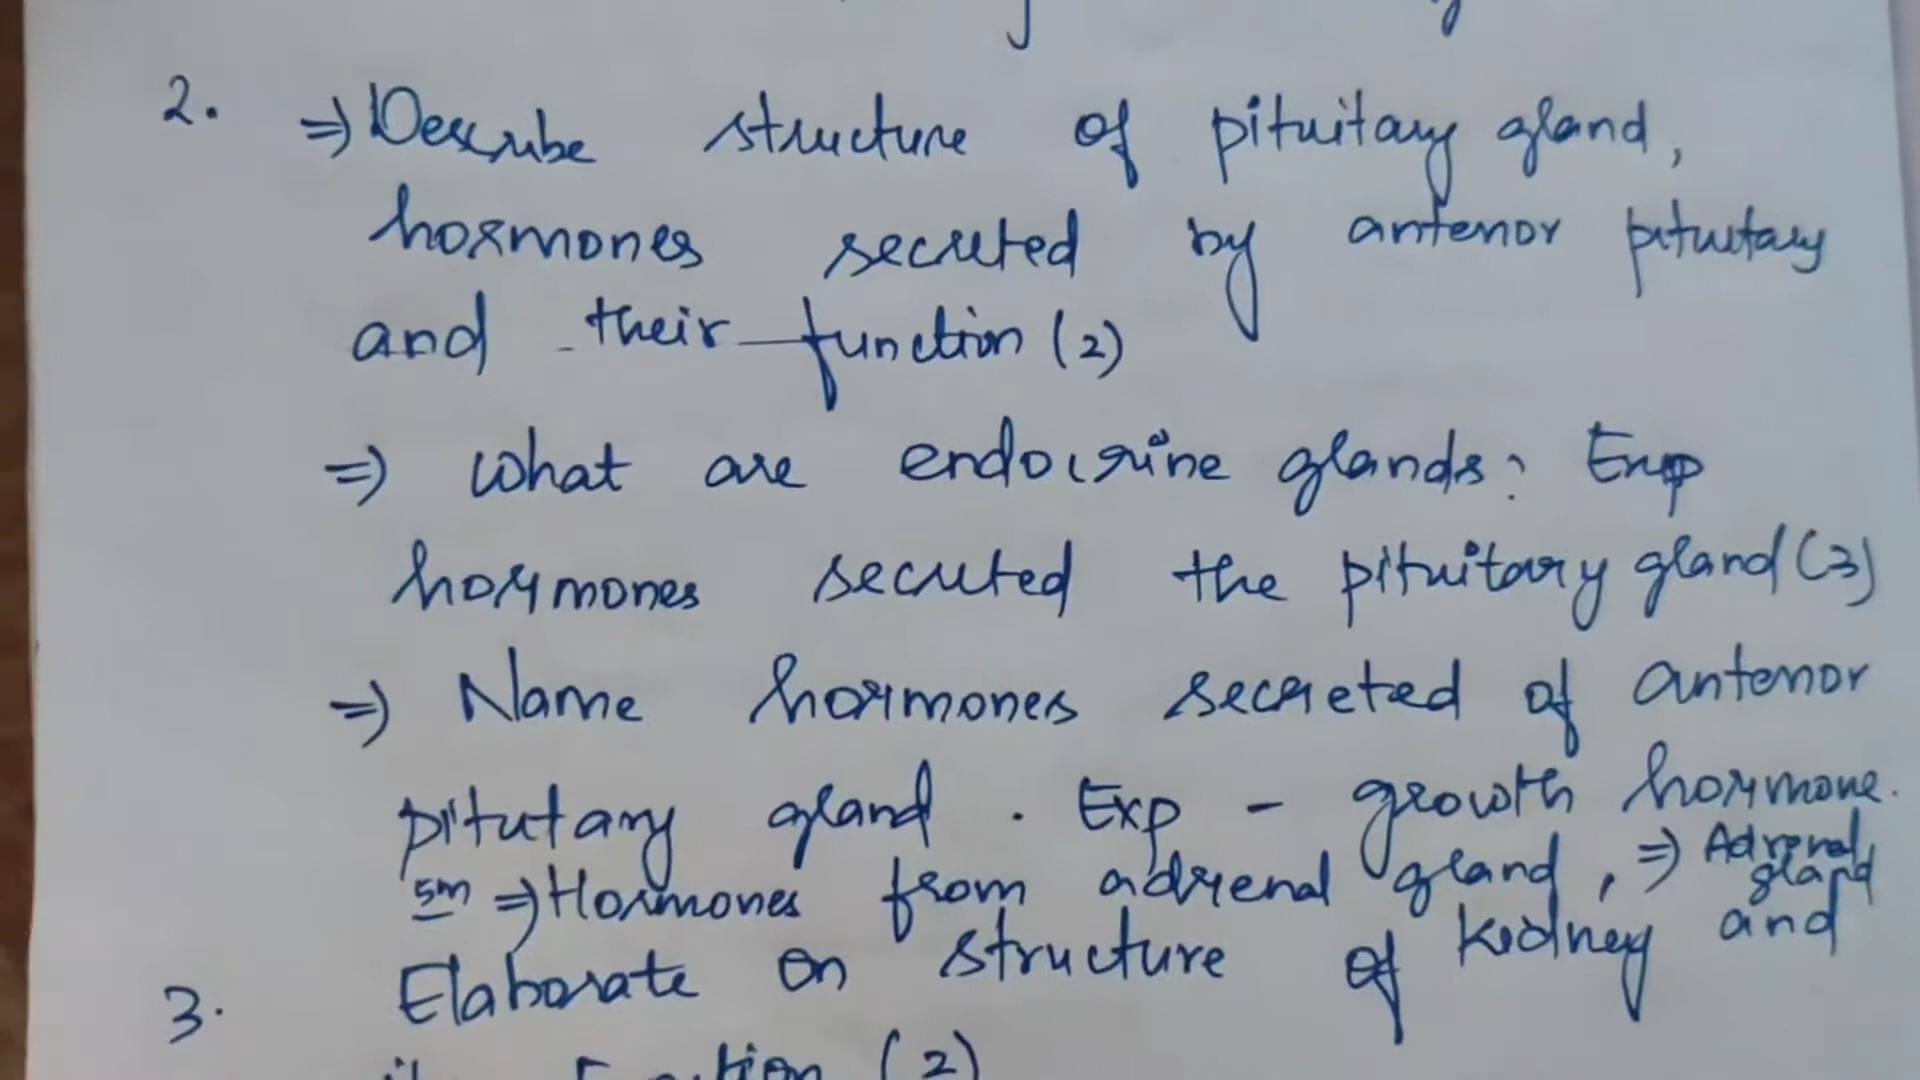 2. ⇒ Describe structure of pituitary gland,
hormones secreted by anterior pituitary
and their function (2)
⇒ What are endocrine glands? Exp
hormones secreted the pituitary gland (3)
⇒ Name hormones secreted of anterior
pitutary gland. Exp - growth hormone.
5m ⇒ Hormones from adrenal gland, ⇒ Adrenal gland
3. Elaborate on structure of kidney and
(2)